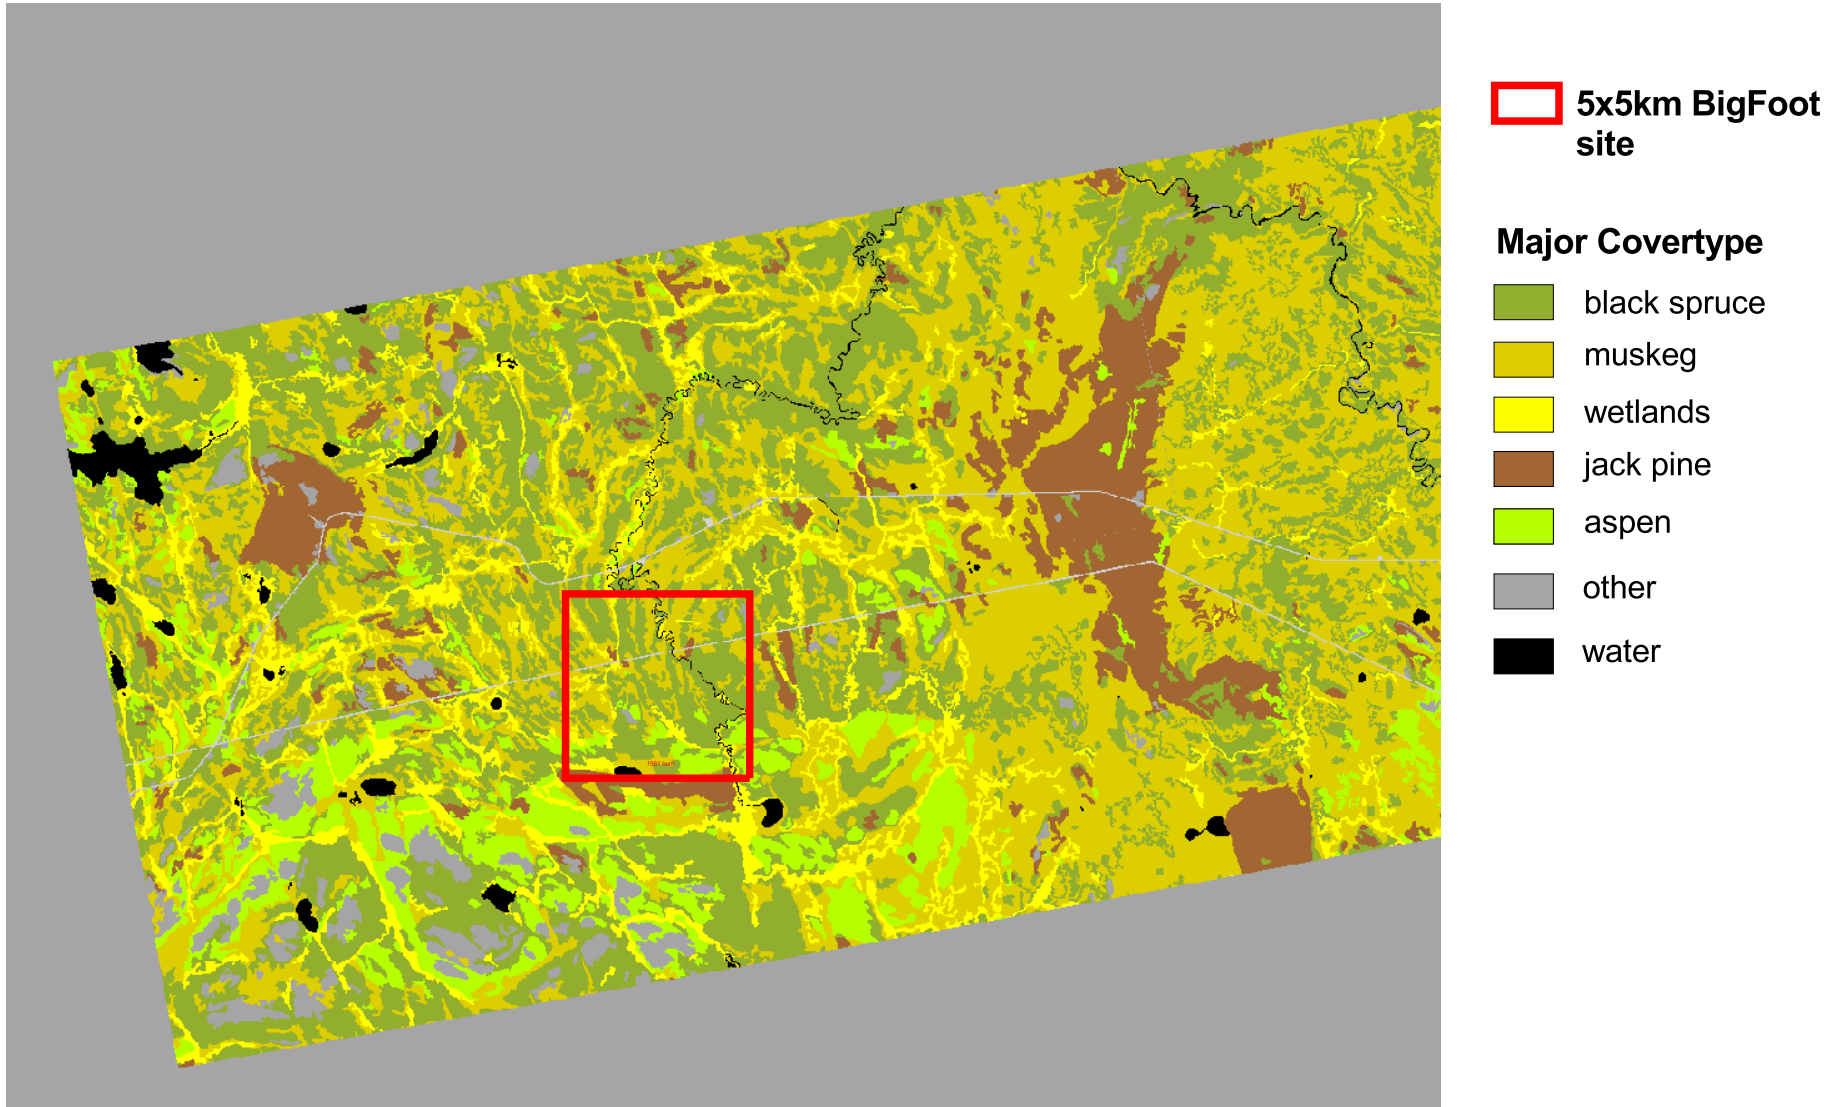 5x5km BigFoot
site
Major Covertype
black spruce
muskeg
wetlands
jack pine
aspen
other
water